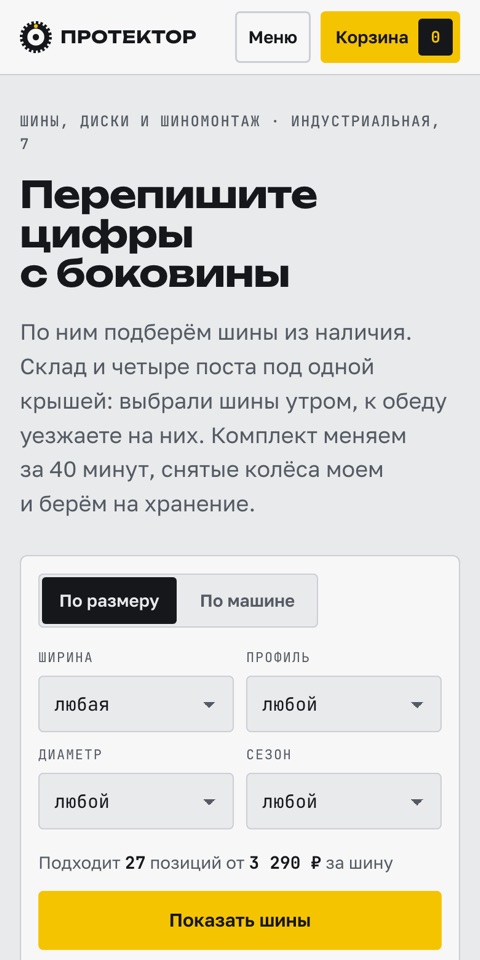 ПРОТЕКТОР
Меню
Корзина 0
ШИНЫ, ДИСКИ И ШИНОМОНТАЖ · ИНДУСТРИАЛЬНАЯ,
7
Перепишите
цифры
с боковины
По ним подберём шины из наличия.
Склад и четыре поста под одной
крышей: выбрали шины утром, к обеду
уезжаете на них. Комплект меняем
за 40 минут, снятые колёса моем
и берём на хранение.
По размеру
По машине
ШИРИНА
ПРОФИЛЬ
любая
любой
ДИАМЕТР
СЕЗОН
любой
любой
Подходит 27 позиций от 3 290 ₽ за шину
Показать шины